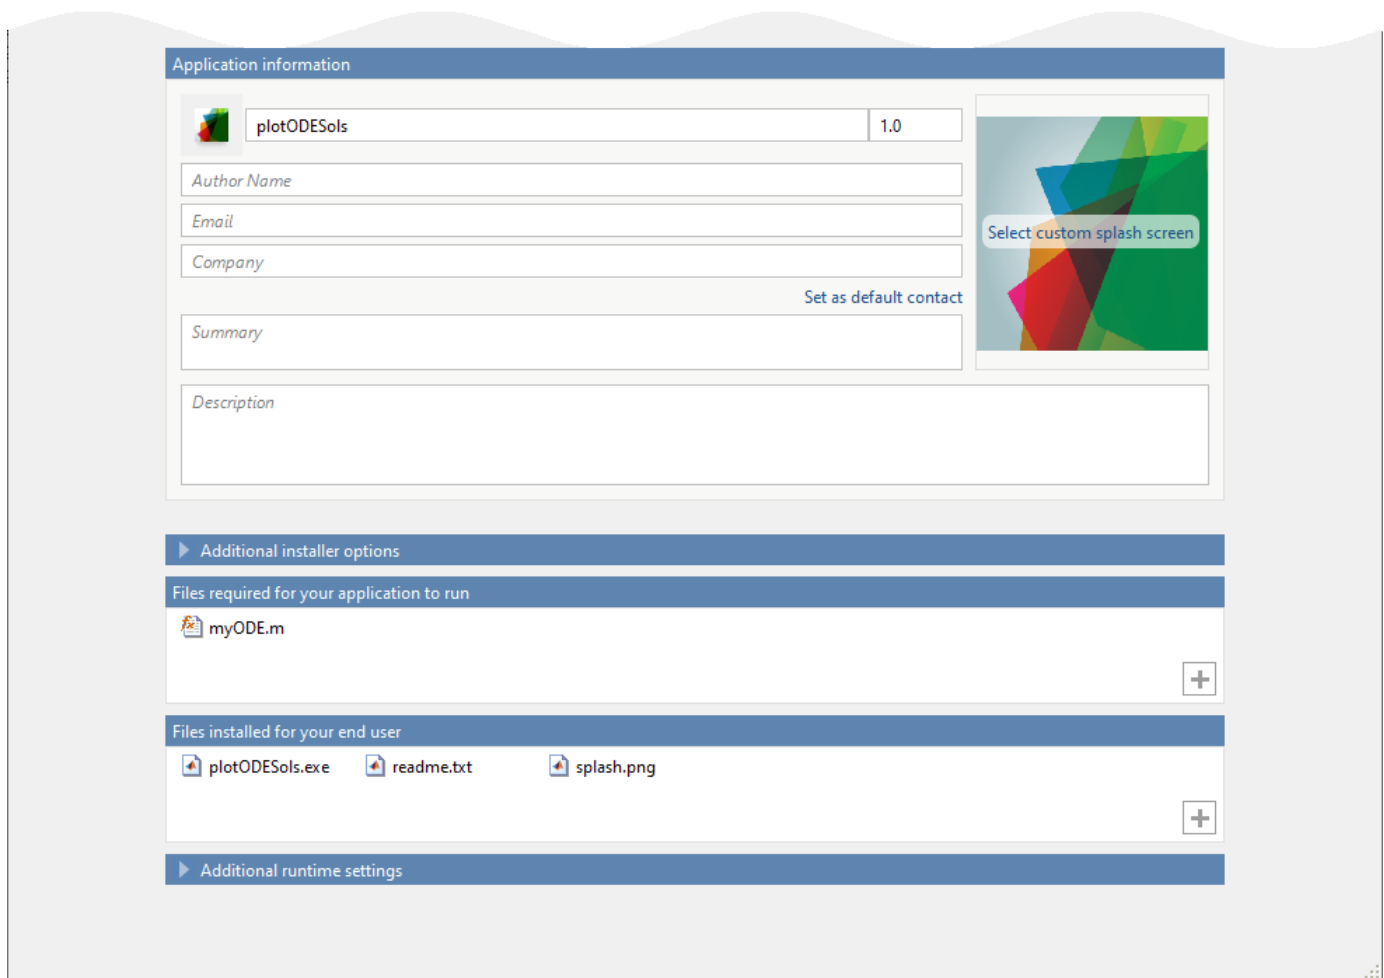 Application information
plotODESols 1.0
Author Name
Email
Select custom splash screen
Company
Set as default contact
Summary
Description
Additional installer options
Files required for your application to run
myODE.m
Files installed for your end user
plotODESols.exe readme.txt splash.png
Additional runtime settings